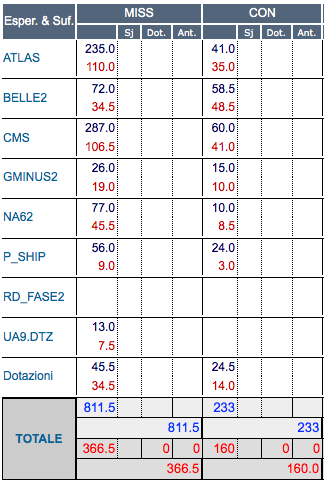 Esper. & Suf. MISS CON
Sj Dot. Ant. Sj Dot. Ant.
ATLAS 235.0 41.0
110.0 35.0
BELLE2 72.0 58.5
34.5 48.5
CMS 287.0 60.0
106.5 41.0
GMINUS2 26.0 15.0
19.0 10.0
NA62 77.0 10.0
45.5 8.5
P_SHIP 56.0 24.0
9.0 3.0
RD_FASE2
UA9.DTZ 13.0
7.5
Dotazioni 45.5 24.5
34.5 14.0
TOTALE 811.5 233
811.5 233
366.5 0 0 160 0 0
366.5 160.0